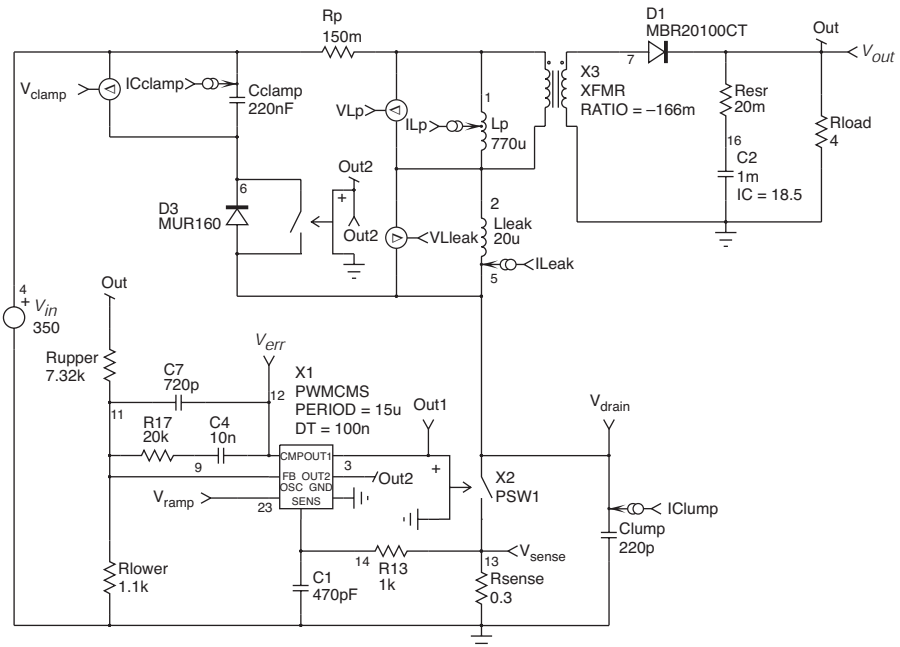 Rp
150m
D1
MBR20100CT
Out
Vout
7
Vclamp
ICclamp
Cclamp
220nF
VLp
ILp
1
Lp
770u
X3
XFMR
RATIO = –166m
Resr
20m
16
C2
1m
IC = 18.5
Rload
4
6
D3
MUR160
Out2
+
Out2
2
Lleak
20u
VLleak
ILeak
5
4
+
Vin
350
Out
Rupper
7.32k
C7
720p
Verr
12
11
R17
20k
C4
10n
9
X1
PWMCMS
PERIOD = 15u
DT = 100n
CMP OUT1
FB OUT2
OSC GND
SENS
3
Out2
Out1
+
X2
PSW1
Vdrain
IClump
Clump
220p
Vramp
23
Rlower
1.1k
C1
470pF
14
R13
1k
13
Vsense
Rsense
0.3